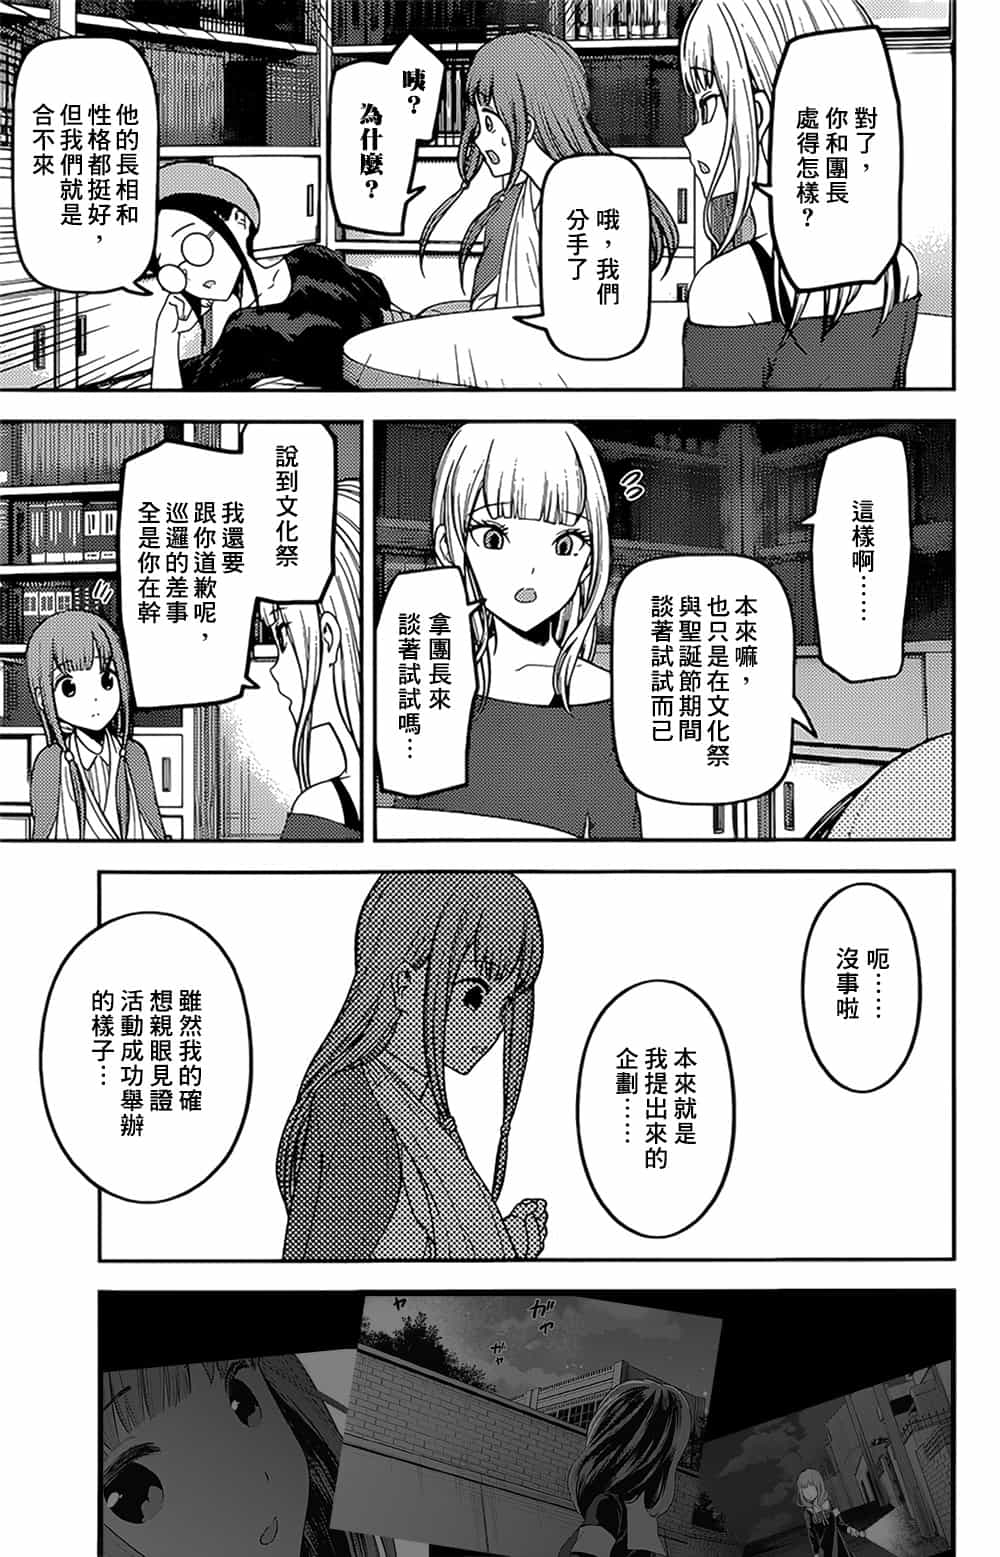 對了，
你和團長
處得怎樣？
哦，我們
分手了
咦？
為什麼？
他的長相和
性格都挺好，
但我們就是
合不來
這樣啊……
本來嘛，
也只是在文化祭
與聖誕節期間
談著試試而已
拿團長來
談著試試嗎…
說到文化祭
我還要
跟你道歉呢，
巡邏的差事
全是你在幹
呃……
沒事啦
本來就是
我提出來的
企劃……
雖然我的確
想親眼見證
活動成功舉辦
的樣子…
ガヤ
ガヤ